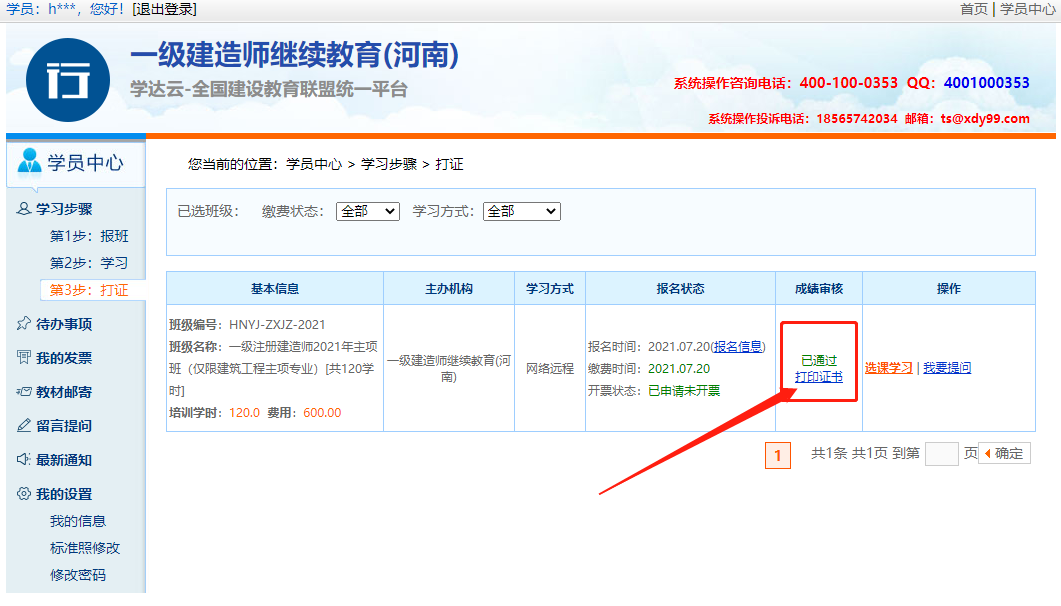 学员：h***，您好！[退出登录]
首页 | 学员中心
一级建造师继续教育(河南)
学达云-全国建设教育联盟统一平台
系统操作咨询电话：400-100-0353 QQ：4001000353
系统操作投诉电话：18565742034 邮箱：ts@xdy99.com
学员中心
学习步骤
第1步：报班
第2步：学习
第3步：打证
待办事项
我的发票
教材邮寄
留言提问
最新通知
我的设置
我的信息
标准照修改
修改密码
您当前的位置：学员中心 > 学习步骤 > 打证
已选班级： 缴费状态： 全部 学习方式： 全部
基本信息 主办机构 学习方式 报名状态 成绩审核 操作
班级编号：HNYJ-ZXJZ-2021
班级名称：一级注册建造师2021年主项
班（仅限建筑工程主项专业）[共120学
时]
培训学时：120.0 费用：600.00
一级建造师继续教育(河
南)
网络远程
报名时间：2021.07.20(报名信息)
缴费时间：2021.07.20
开票状态：已申请未开票
已通过
打印证书
选课学习 | 我要提问
1 共1条 共1页 到第 页 确定